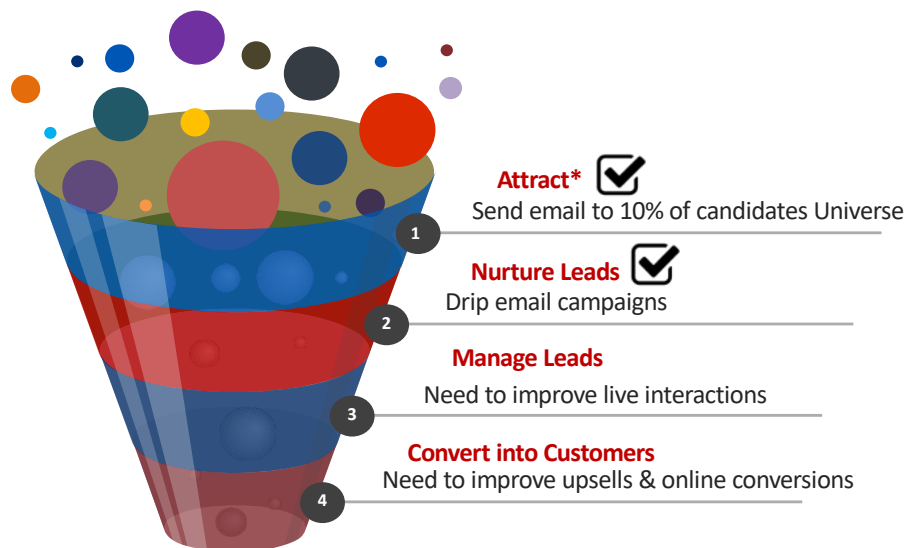 Attract*
Send email to 10% of candidates Universe
1
Nurture Leads
Drip email campaigns
2
Manage Leads
Need to improve live interactions
3
Convert into Customers
Need to improve upsells & online conversions
4